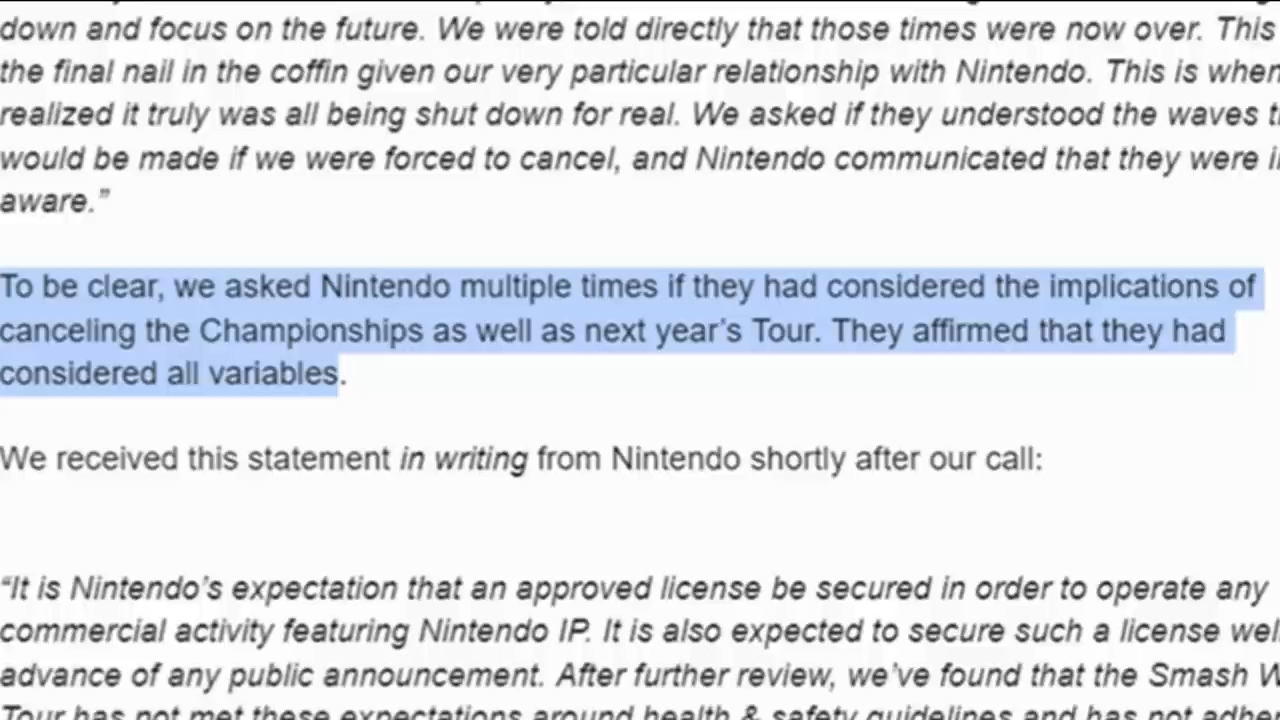 down and focus on the future. We were told directly that those times were now over. This
the final nail in the coffin given our very particular relationship with Nintendo. This is when
realized it truly was all being shut down for real. We asked if they understood the waves
would be made if we were forced to cancel, and Nintendo communicated that they were
aware.”
To be clear, we asked Nintendo multiple times if they had considered the implications of
canceling the Championships as well as next year’s Tour. They affirmed that they had
considered all variables.
We received this statement in writing from Nintendo shortly after our call:
“It is Nintendo’s expectation that an approved license be secured in order to operate any
commercial activity featuring Nintendo IP. It is also expected to secure such a license
advance of any public announcement. After further review, we’ve found that the Smash
Tour has not met these expectations around health & safety guidelines and has not